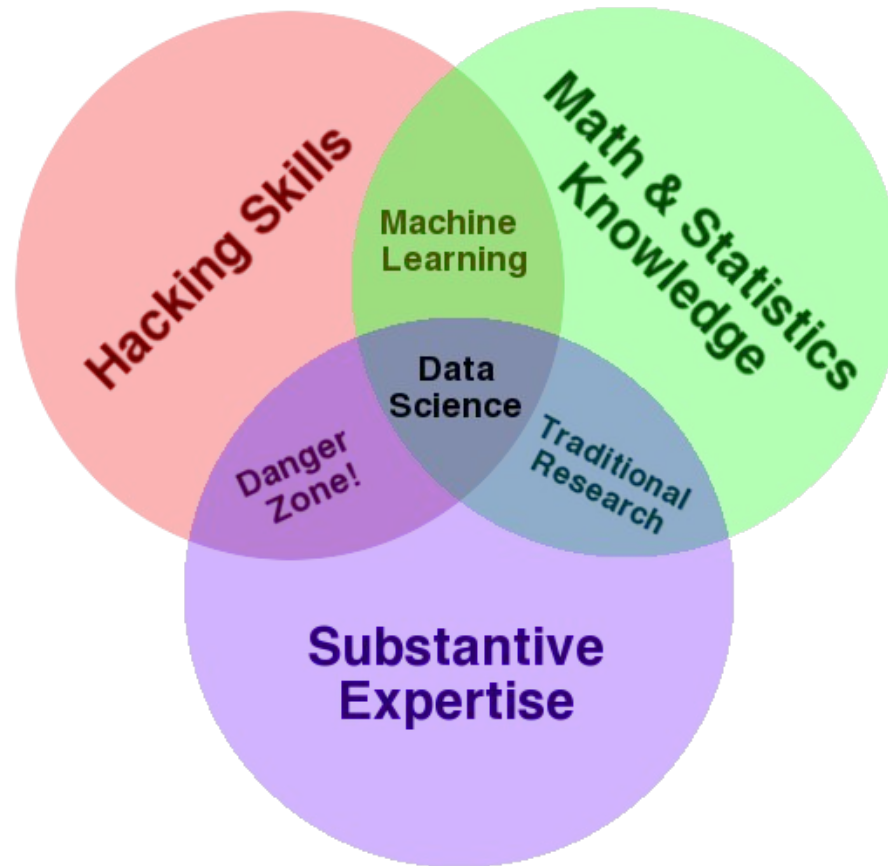 Hacking Skills
Math & Statistics
Knowledge
Machine
Learning
Data
Science
Danger
Zone!
Traditional
Research
Substantive
Expertise